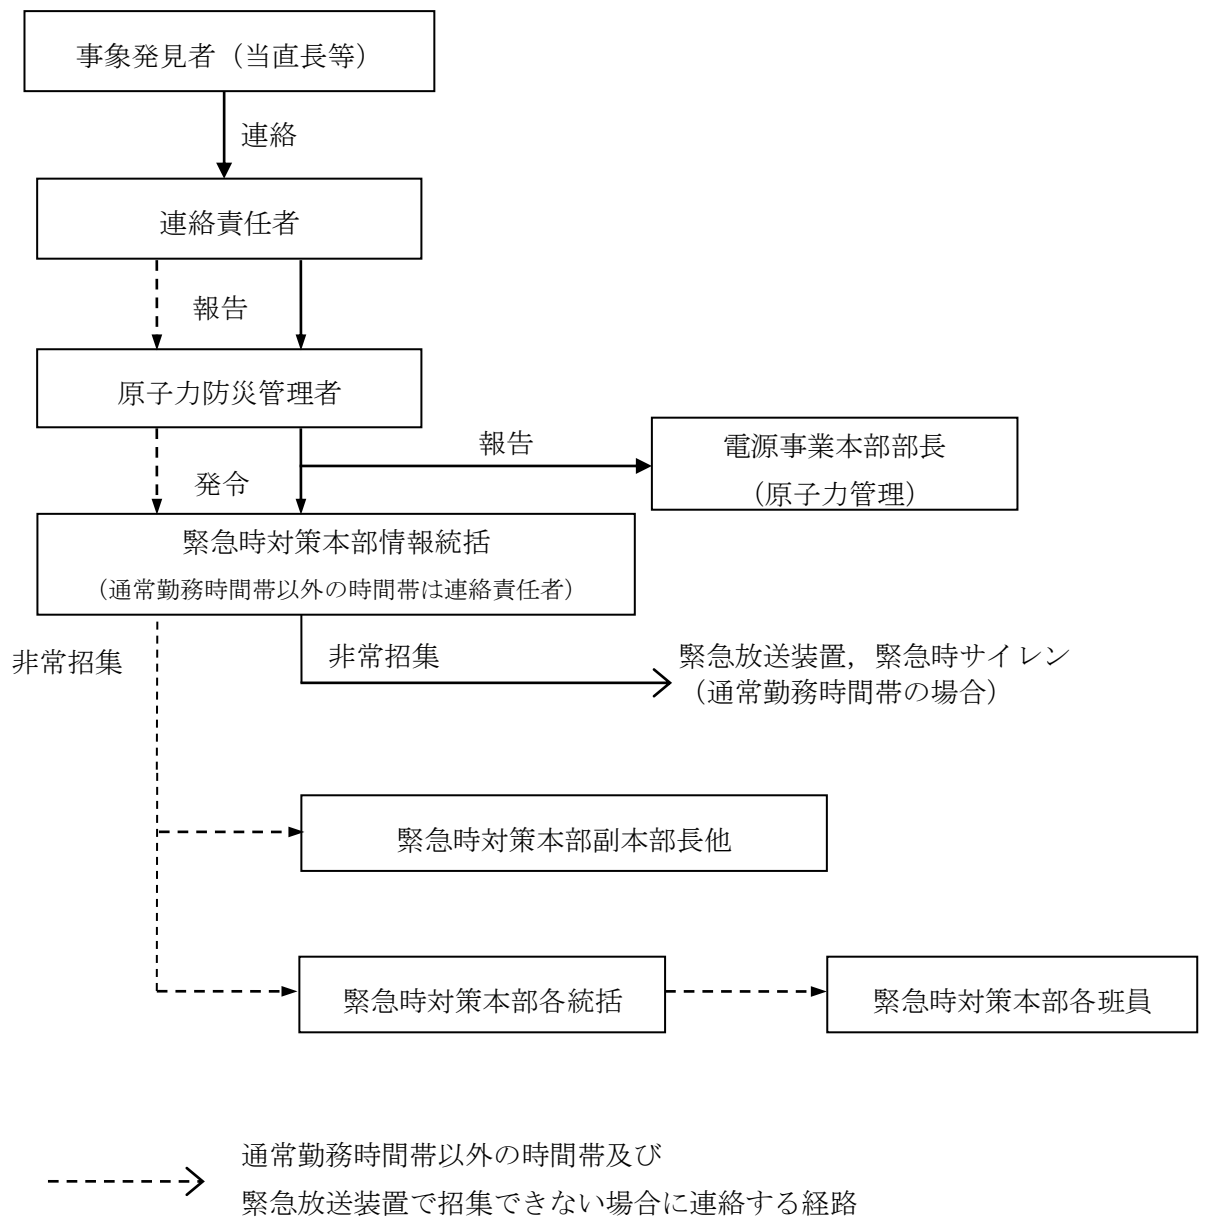 事象発見者（当直長等）
連絡
連絡責任者
報告
原子力防災管理者
報告
電源事業本部部長
（原子力管理）
発令
緊急時対策本部情報統括
（通常勤務時間帯以外の時間帯は連絡責任者）
非常招集
非常招集
緊急放送装置，緊急時サイレン
（通常勤務時間帯の場合）
緊急時対策本部副本部長他
緊急時対策本部各統括
緊急時対策本部各班員
通常勤務時間帯以外の時間帯及び
緊急放送装置で招集できない場合に連絡する経路